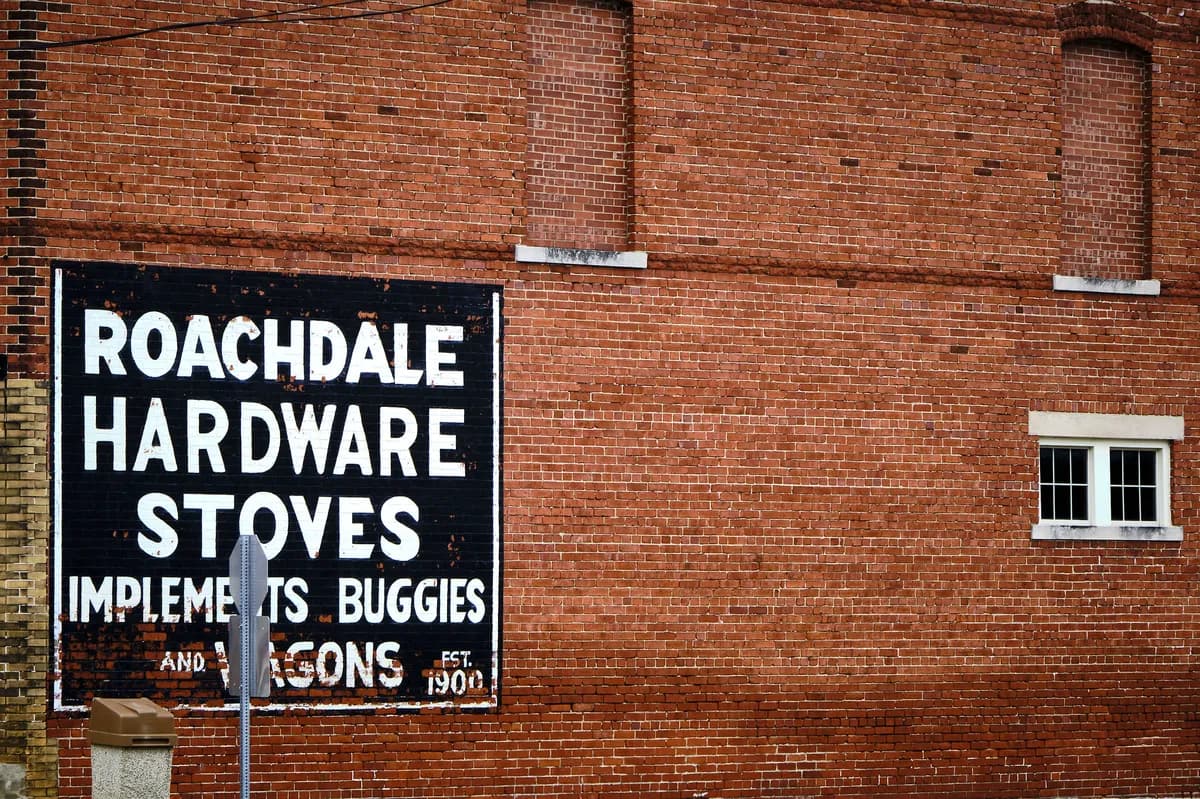 ROACHDALE
HARDWARE
STOVES
IMPLEMENTS BUGGIES
AND WAGONS EST.
1900